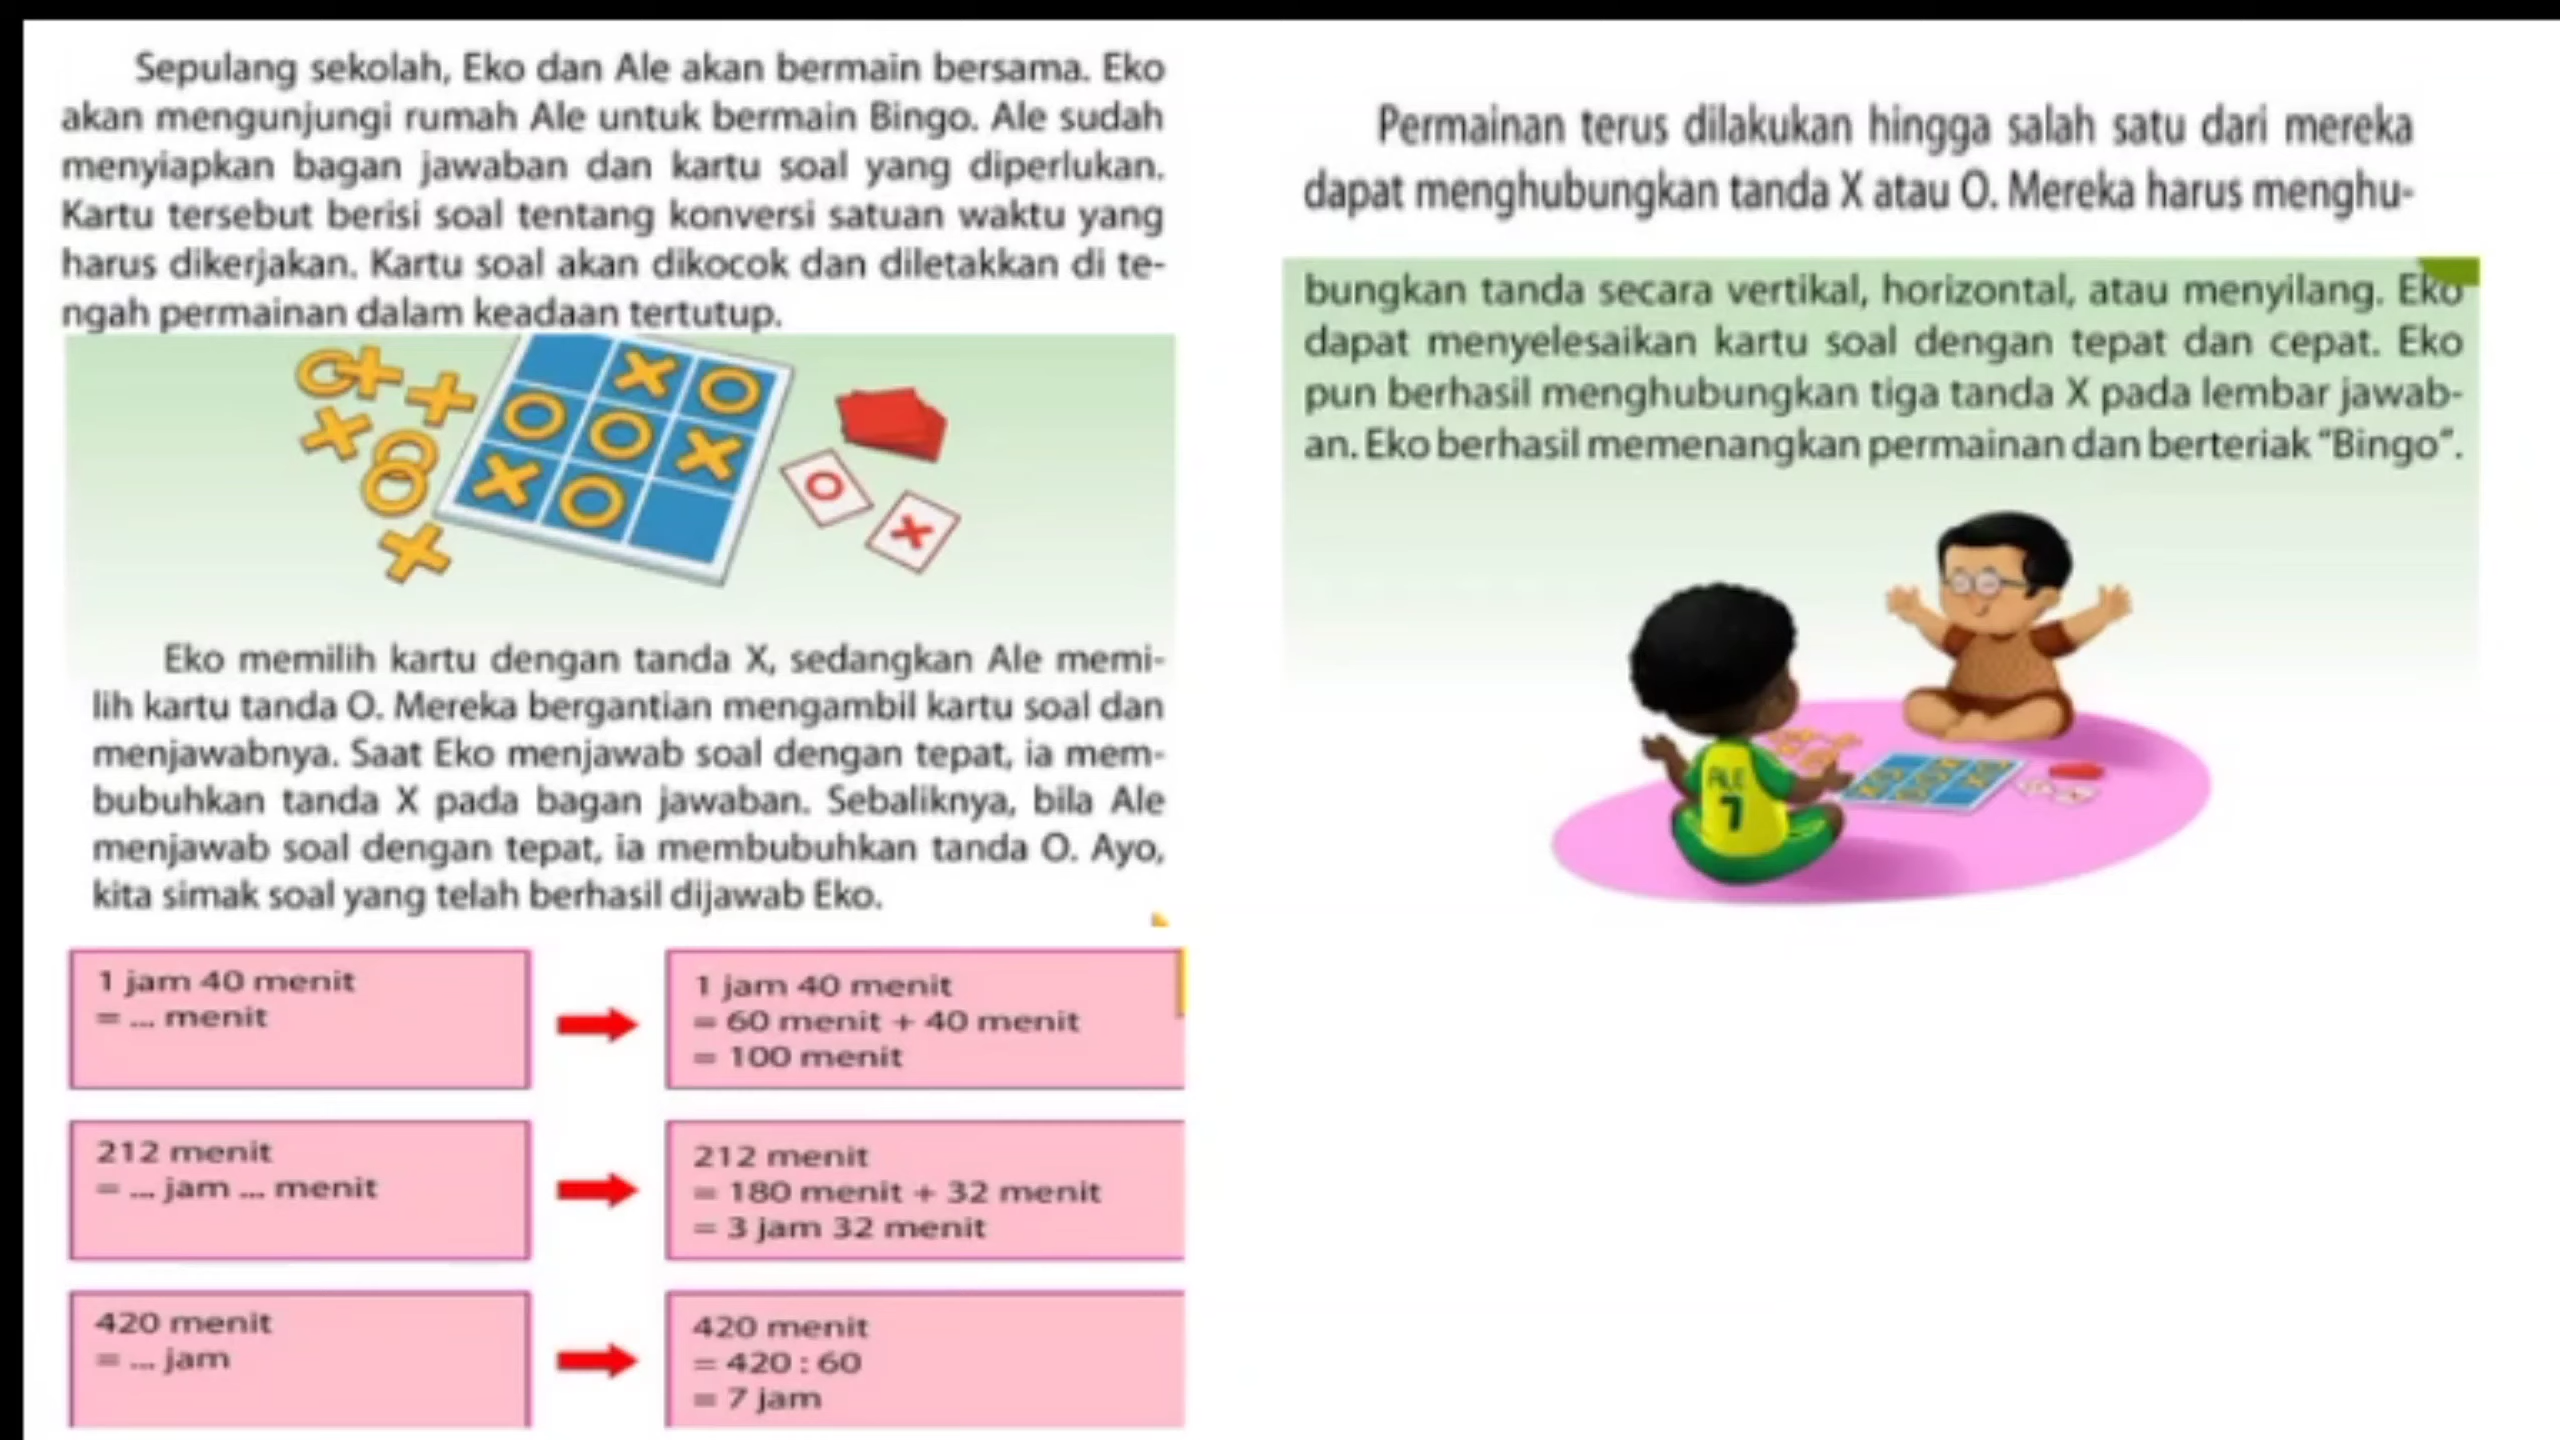 Sepulang sekolah, Eko dan Ale akan bermain bersama. Eko
akan mengunjungi rumah Ale untuk bermain Bingo. Ale sudah
menyiapkan bagan jawaban dan kartu soal yang diperlukan.
Kartu tersebut berisi soal tentang konversi satuan waktu yang
harus dikerjakan. Kartu soal akan dikocok dan diletakkan di te-
ngah permainan dalam keadaan tertutup.
X O
O O X
X O
O
X
Eko memilih kartu dengan tanda X, sedangkan Ale memi-
lih kartu tanda O. Mereka bergantian mengambil kartu soal dan
menjawabnya. Saat Eko menjawab soal dengan tepat, ia mem-
bubuhkan tanda X pada bagan jawaban. Sebaliknya, bila Ale
menjawab soal dengan tepat, ia membubuhkan tanda O. Ayo,
kita simak soal yang telah berhasil dijawab Eko.
1 jam 40 menit
= ... menit
1 jam 40 menit
= 60 menit + 40 menit
= 100 menit
212 menit
= ... jam ... menit
212 menit
= 180 menit + 32 menit
= 3 jam 32 menit
420 menit
= ... jam
420 menit
= 420 : 60
= 7 jam
Permainan terus dilakukan hingga salah satu dari mereka
dapat menghubungkan tanda X atau O. Mereka harus menghu-
bungkan tanda secara vertikal, horizontal, atau menyilang. Eko
dapat menyelesaikan kartu soal dengan tepat dan cepat. Eko
pun berhasil menghubungkan tiga tanda X pada lembar jawab-
an. Eko berhasil memenangkan permainan dan berteriak “Bingo”.
ALE
7